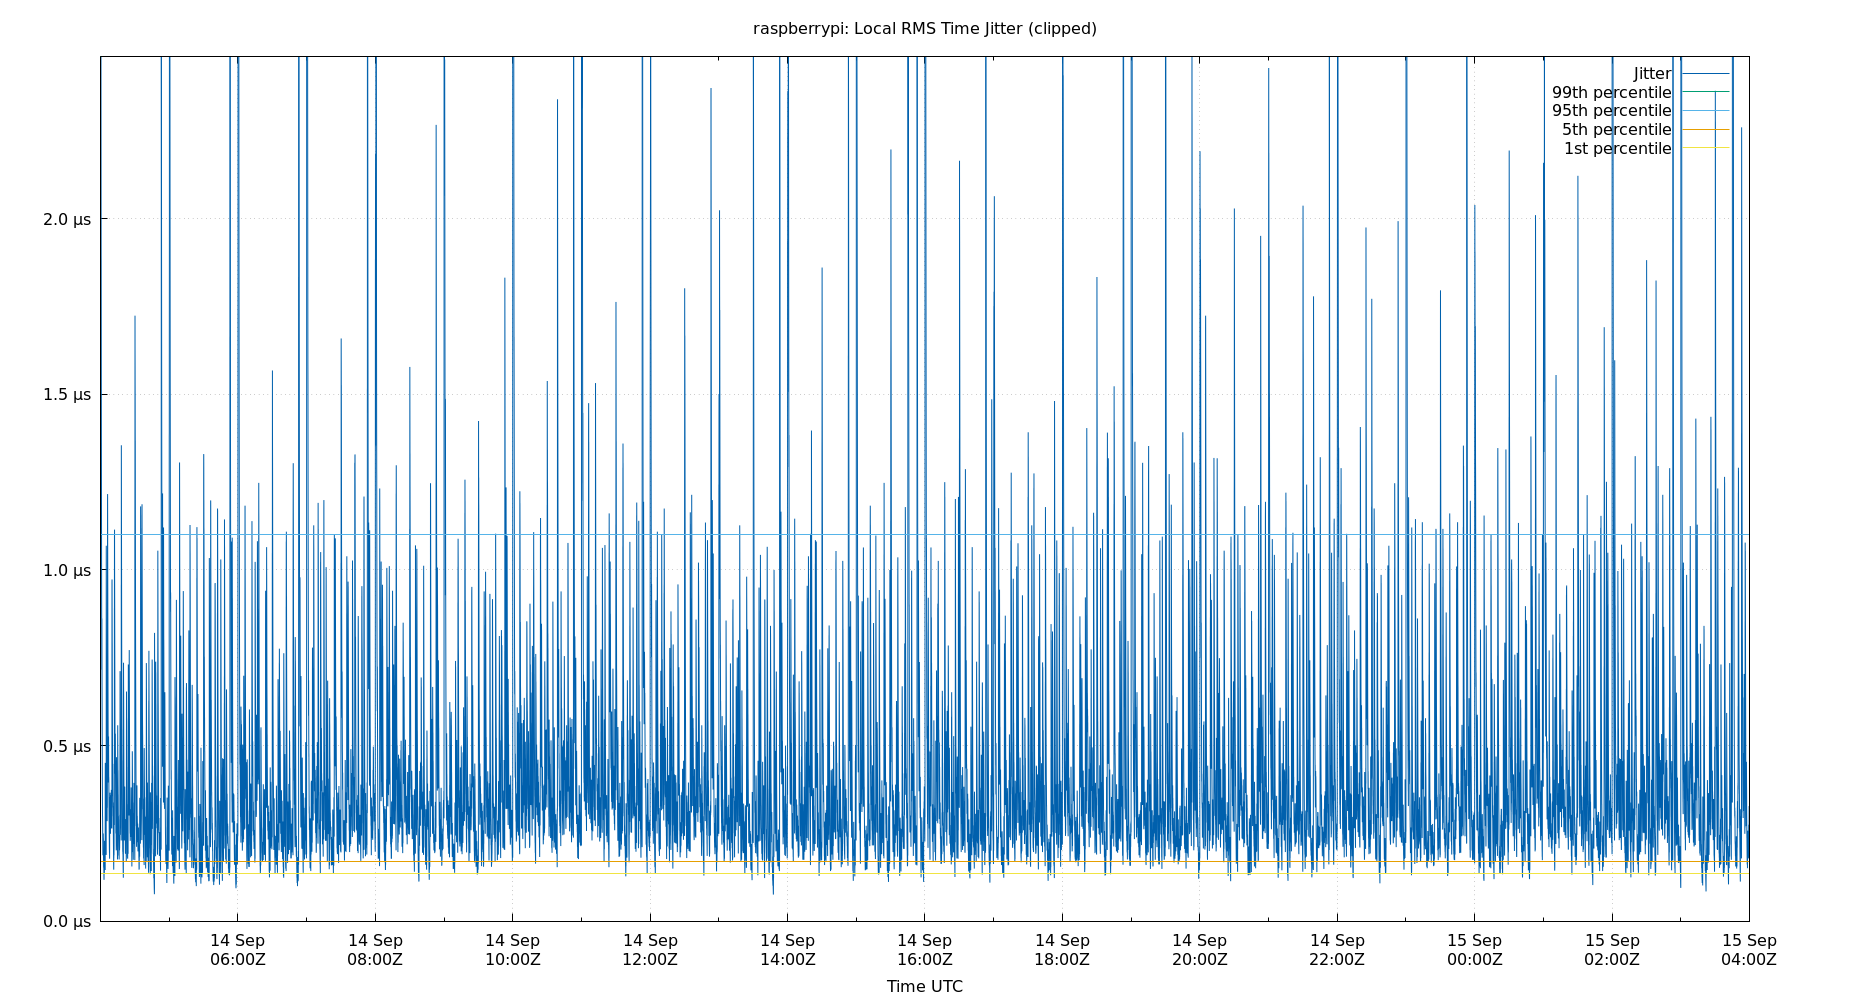 raspberrypi: Local RMS Time Jitter (clipped)
Jitter
99th percentile
95th percentile
5th percentile
1st percentile
2.0 µs
1.5 µs
1.0 µs
0.5 µs
0.0 µs
14 Sep 14 Sep 14 Sep 14 Sep 14 Sep 14 Sep 14 Sep 14 Sep 14 Sep 15 Sep 15 Sep 15 Sep
06:00Z 08:00Z 10:00Z 12:00Z 14:00Z 16:00Z 18:00Z 20:00Z 22:00Z 00:00Z 02:00Z 04:00Z
Time UTC